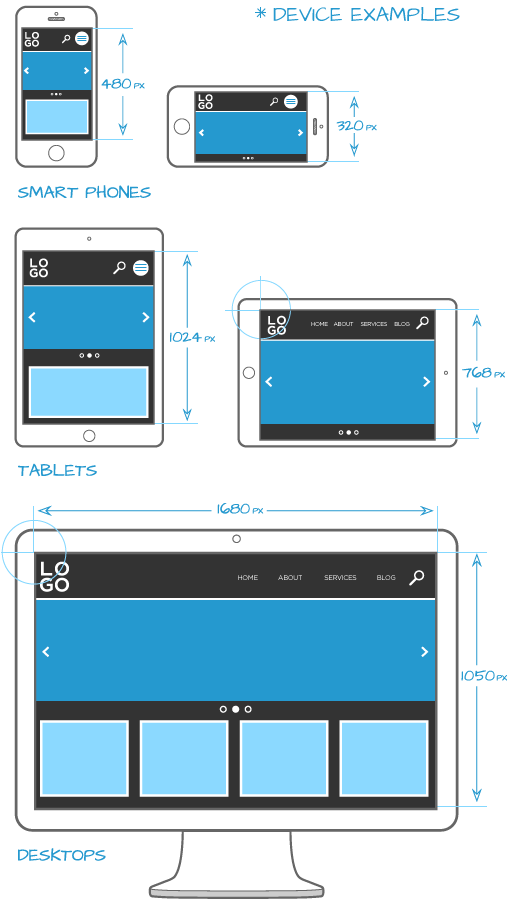 * DEVICE EXAMPLES
LO
GO
480 PX
LO
GO
320 PX
SMART PHONES
LO
GO
1024 PX
LO
GO
HOME ABOUT SERVICES BLOG
768 PX
TABLETS
1680 PX
LO
GO
HOME ABOUT SERVICES BLOG
1050 PX
DESKTOPS